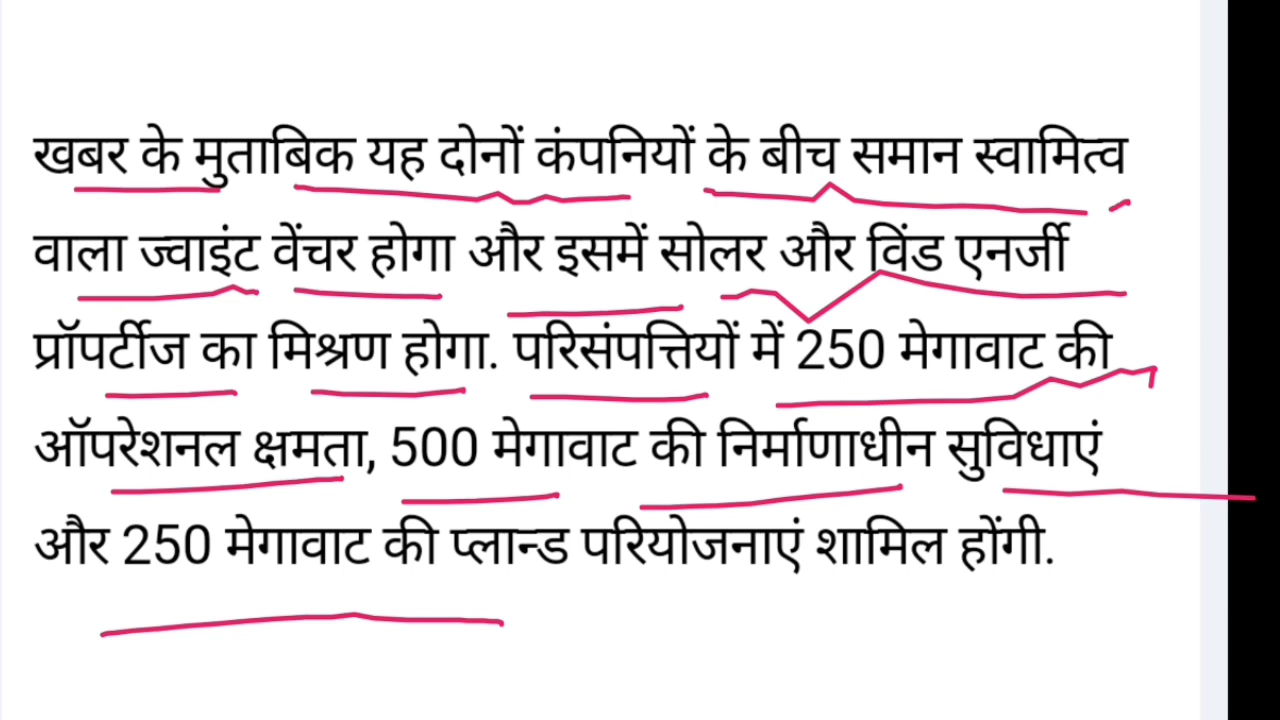 खबर के मुताबिक यह दोनों कंपनियों के बीच समान स्वामित्व
वाला ज्वाइंट वेंचर होगा और इसमें सोलर और विंड एनर्जी
प्रॉपर्टीज का मिश्रण होगा. परिसंपत्तियों में 250 मेगावाट की
ऑपरेशनल क्षमता, 500 मेगावाट की निर्माणाधीन सुविधाएं
और 250 मेगावाट की प्लान्ड परियोजनाएं शामिल होंगी.